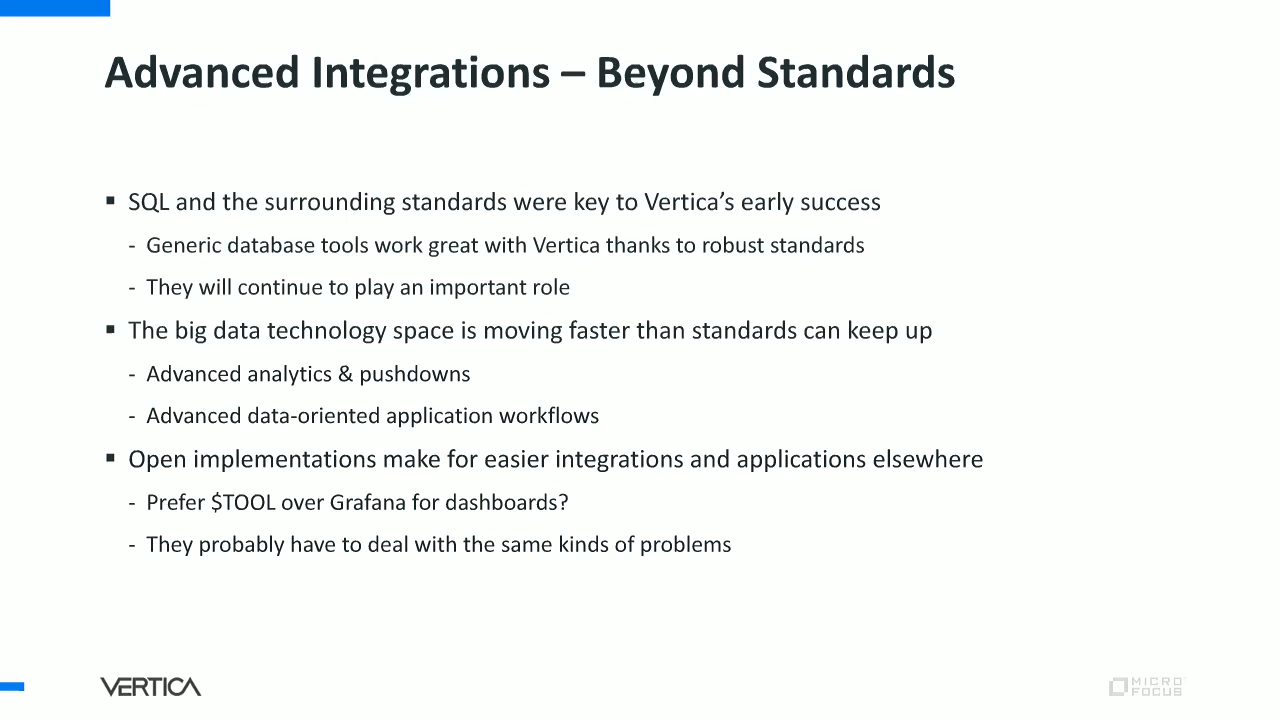 Advanced Integrations – Beyond Standards
▪ SQL and the surrounding standards were key to Vertica’s early success
- Generic database tools work great with Vertica thanks to robust standards
- They will continue to play an important role
▪ The big data technology space is moving faster than standards can keep up
- Advanced analytics & pushdowns
- Advanced data-oriented application workflows
▪ Open implementations make for easier integrations and applications elsewhere
- Prefer $TOOL over Grafana for dashboards?
- They probably have to deal with the same kinds of problems
VERTICA
MICRO
FOCUS